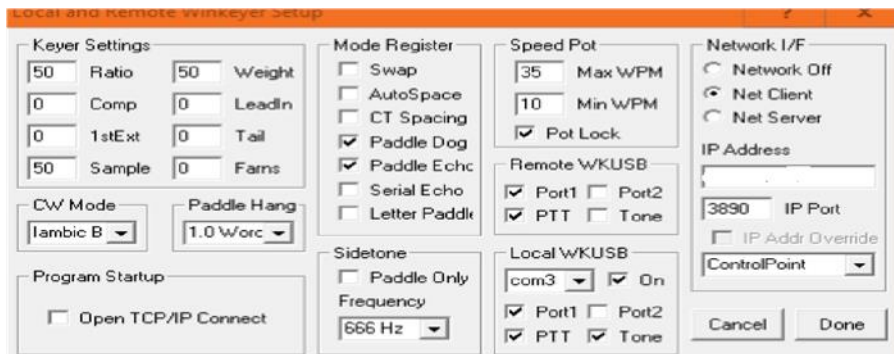 Local and Remote Winkeyer Setup ? X
Keyer Settings
50 Ratio 50 Weight
0 Comp 0 LeadIn
0 1stExt 0 Tail
50 Sample 0 Farns
CW Mode
Iambic B
Paddle Hang
1.0 Worc
Program Startup
Open TCP/IP Connect
Mode Register
Swap
AutoSpace
CT Spacing
Paddle Dog
Paddle Echo
Serial Echo
Letter Paddle
Sidetone
Paddle Only
Frequency
666 Hz
Speed Pot
35 Max WPM
10 Min WPM
Pot Lock
Remote WKUSB
Port1 Port2
PTT Tone
Local WKUSB
com3 On
Port1 Port2
PTT Tone
Network I/F
Network Off
Net Client
Net Server
IP Address
3890 IP Port
IP Addr Override
ControlPoint
Cancel Done